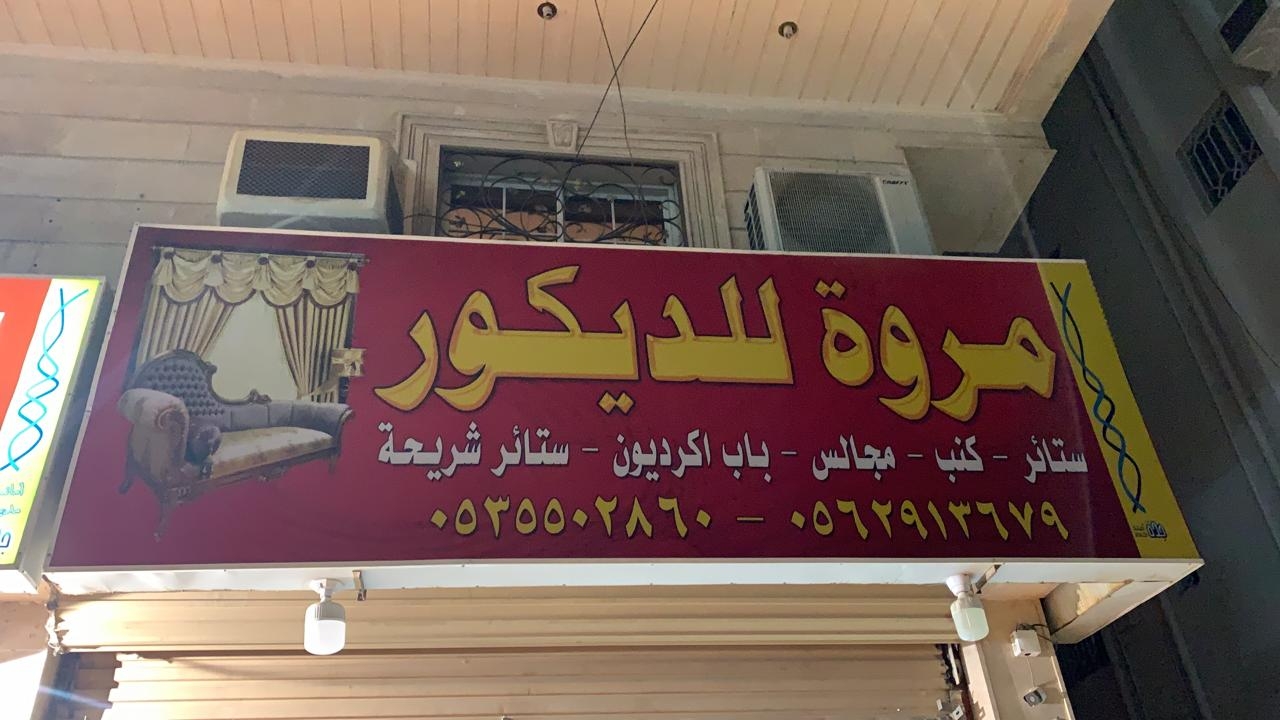 مروة للديكور
ستائر - كنب - مجالس - باب اكرديون - ستائر شريحة
٠٥٦٢٩١٣٦٧٩ - ٠٥٣٥٥٠٢٨٦٠